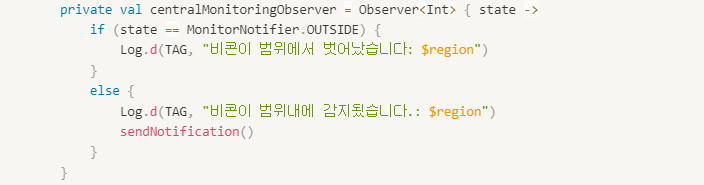 private val centralMonitoringObserver = Observer<Int> { state ->
if (state == MonitorNotifier.OUTSIDE) {
Log.d(TAG, "비콘이 범위에서 벗어났습니다: $region")
}
else {
Log.d(TAG, "비콘이 범위내에 감지됐습니다.: $region")
sendNotification()
}
}